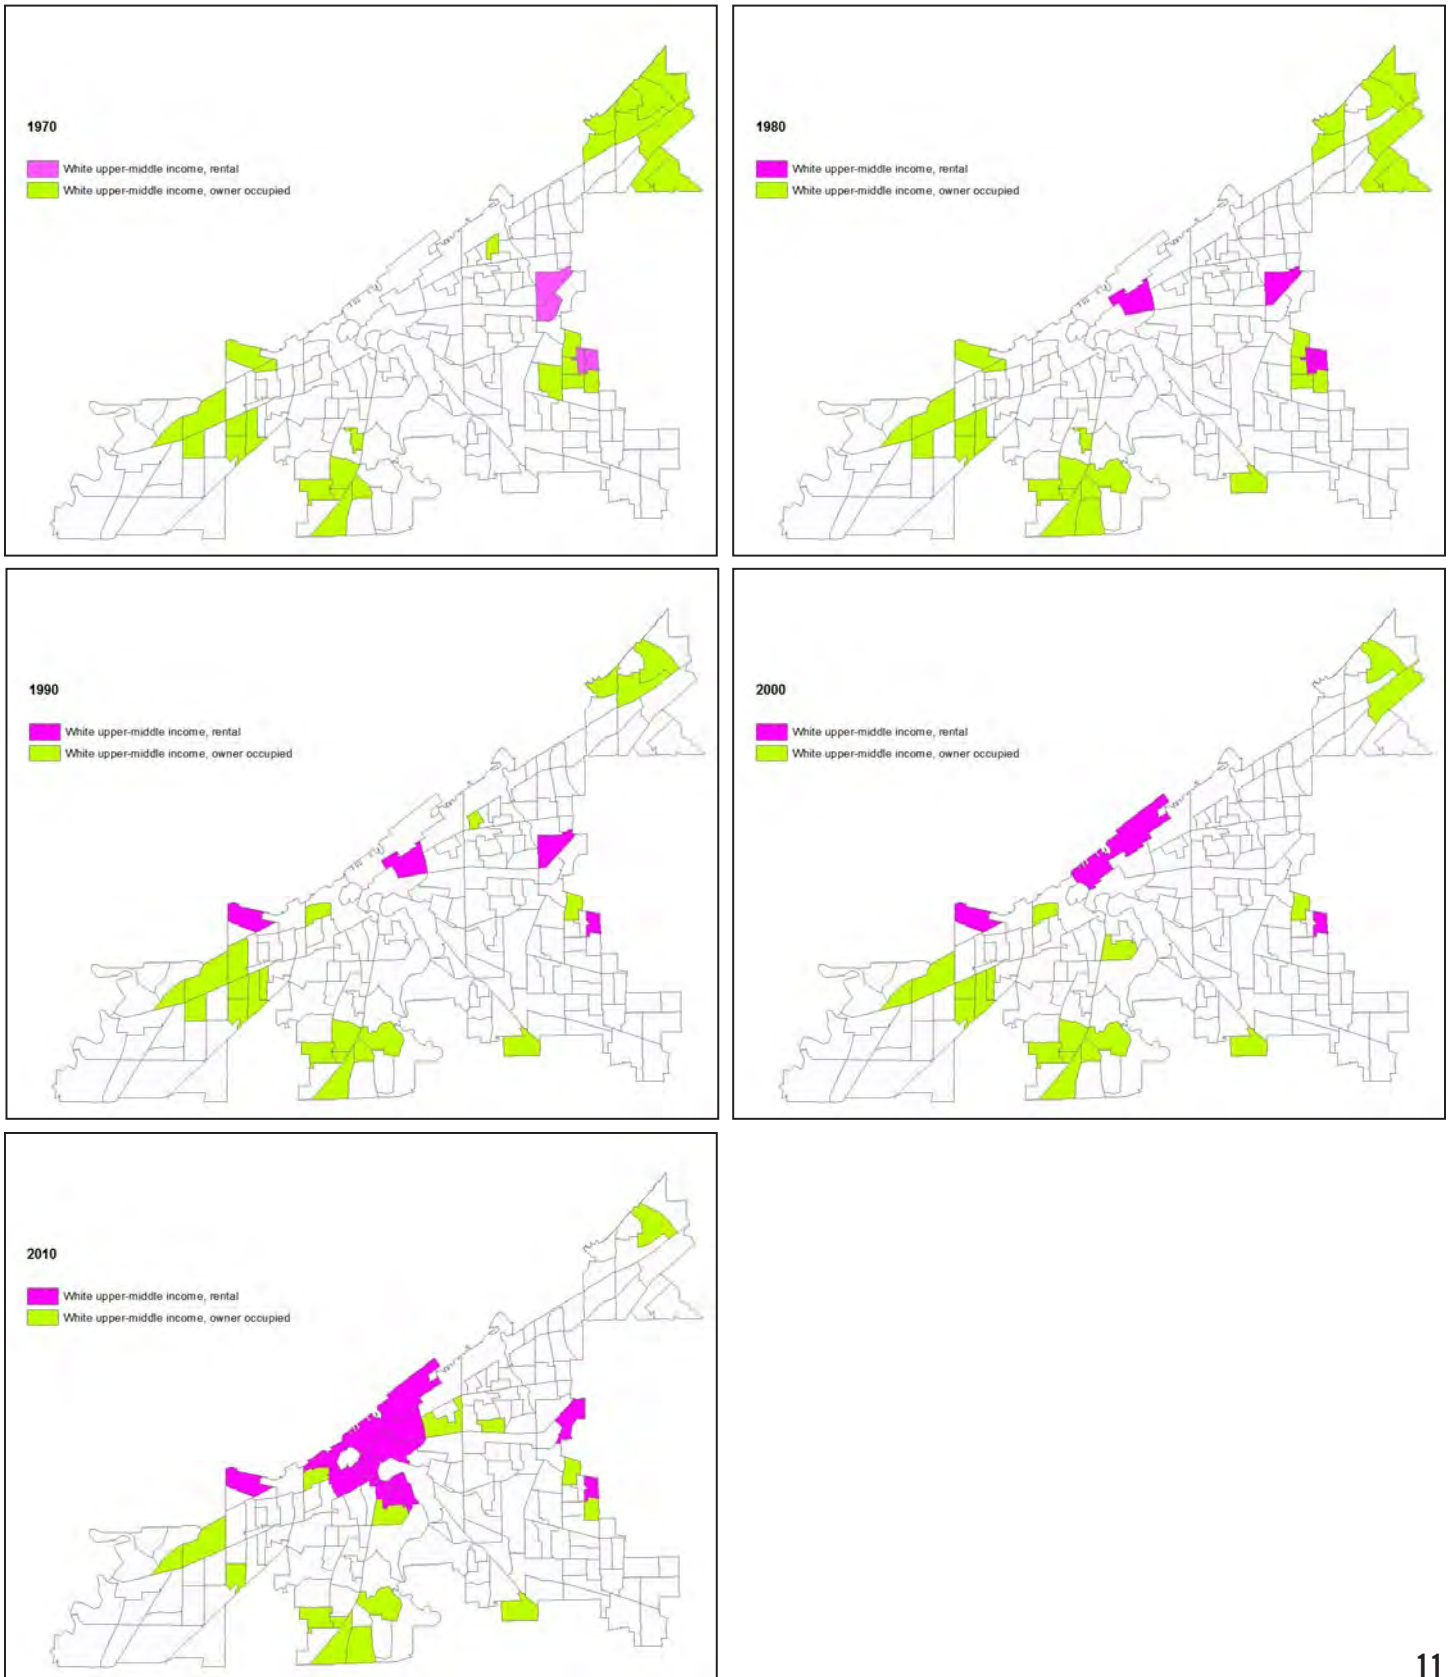 1970
White upper-middle income, rental
White upper-middle income, owner occupied
1980
White upper-middle income, rental
White upper-middle income, owner occupied
1990
White upper-middle income, rental
White upper-middle income, owner occupied
2000
White upper-middle income, rental
White upper-middle income, owner occupied
2010
White upper-middle income, rental
White upper-middle income, owner occupied
11